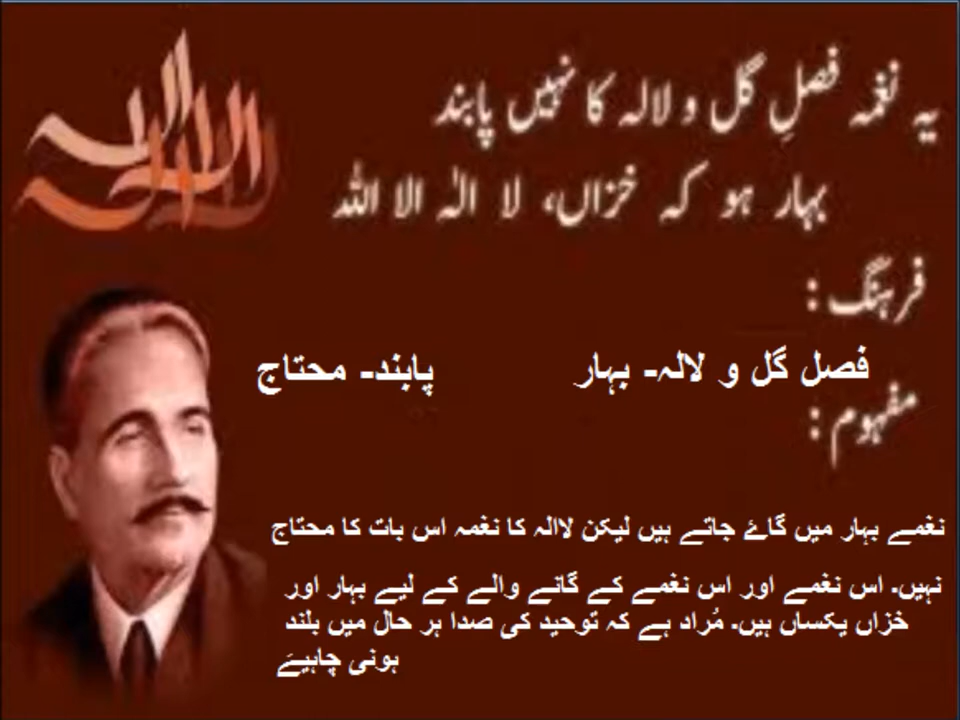 یہ نغمہ فصلِ گل و لالہ کا نہیں پابند
بہار ہو کہ خزاں، لا الٰہ الا اللہ
فرہنگ :
فصل گل و لالہ- بہار پابند- محتاج
مفہوم :
نغمے بہار میں گاۓ جاتے ہیں لیکن لاالہ کا نغمہ اس بات کا محتاج
نہیں۔ اس نغمے اور اس نغمے کے گانے والے کے لیے بہار اور
خزاں یکساں ہیں۔ مُراد ہے کہ توحید کی صدا ہر حال میں بلند
ہونی چاہیۓ